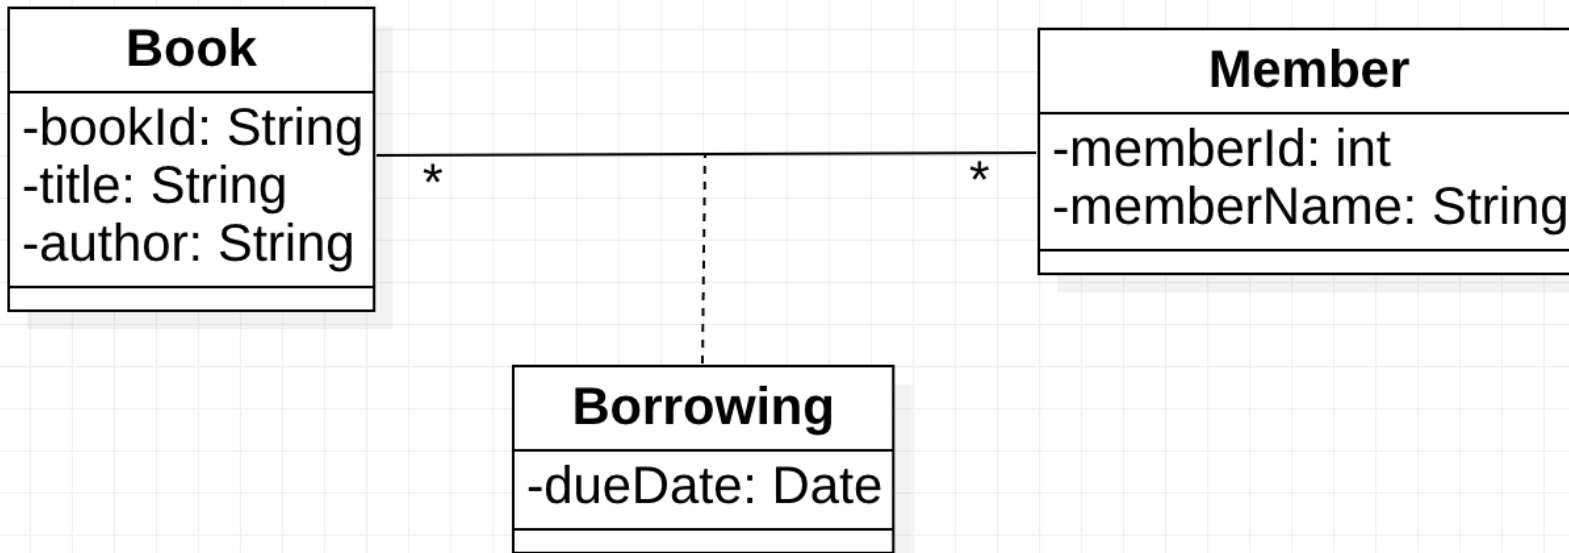 Book
-bookId: String
-title: String
-author: String
*
*
Member
-memberId: int
-memberName: String
Borrowing
-dueDate: Date